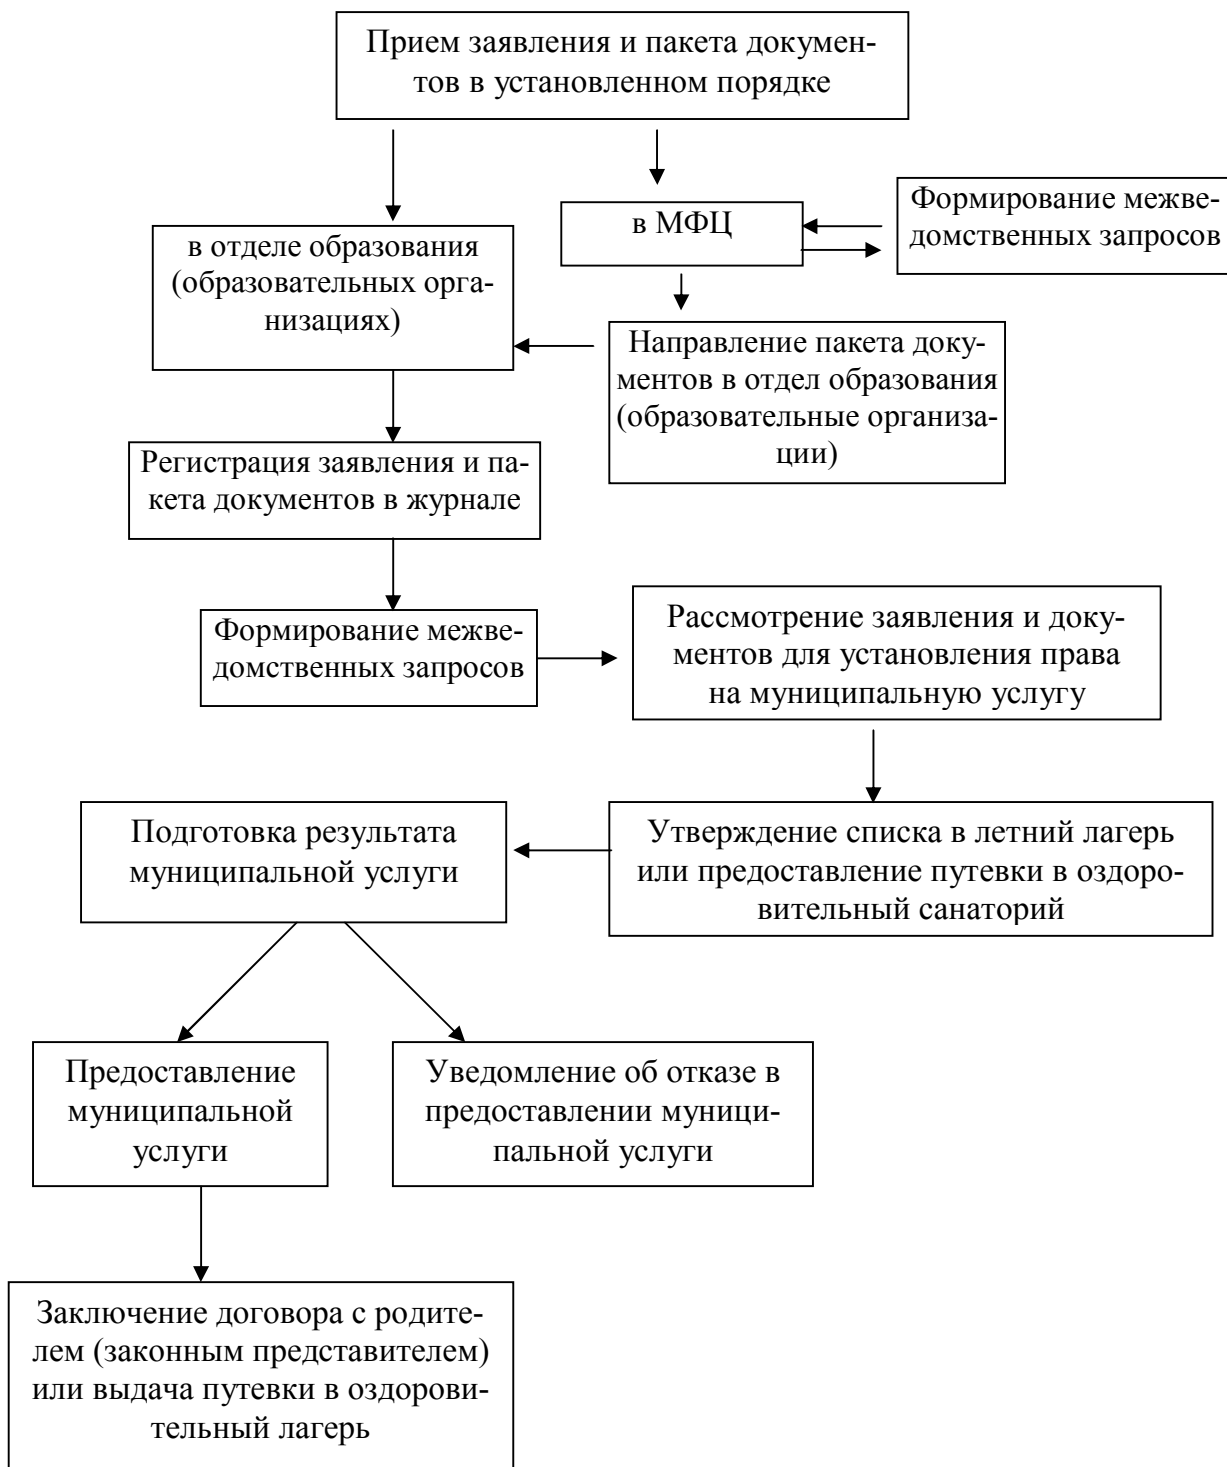 Прием заявления и пакета докумен-
тов в установленном порядке
в МФЦ
Формирование межве-
домственных запросов
в отделе образования
(образовательных орга-
низациях)
Направление пакета доку-
ментов в отдел образования
(образовательные организа-
ции)
Регистрация заявления и па-
кета документов в журнале
Формирование межве-
домственных запросов
Рассмотрение заявления и доку-
ментов для установления права
на муниципальную услугу
Подготовка результата
муниципальной услуги
Утверждение списка в летний лагерь
или предоставление путевки в оздоро-
вительный санаторий
Предоставление
муниципальной
услуги
Уведомление об отказе в
предоставлении муници-
пальной услуги
Заключение договора с родите-
лем (законным представителем)
или выдача путевки в оздорови-
тельный лагерь